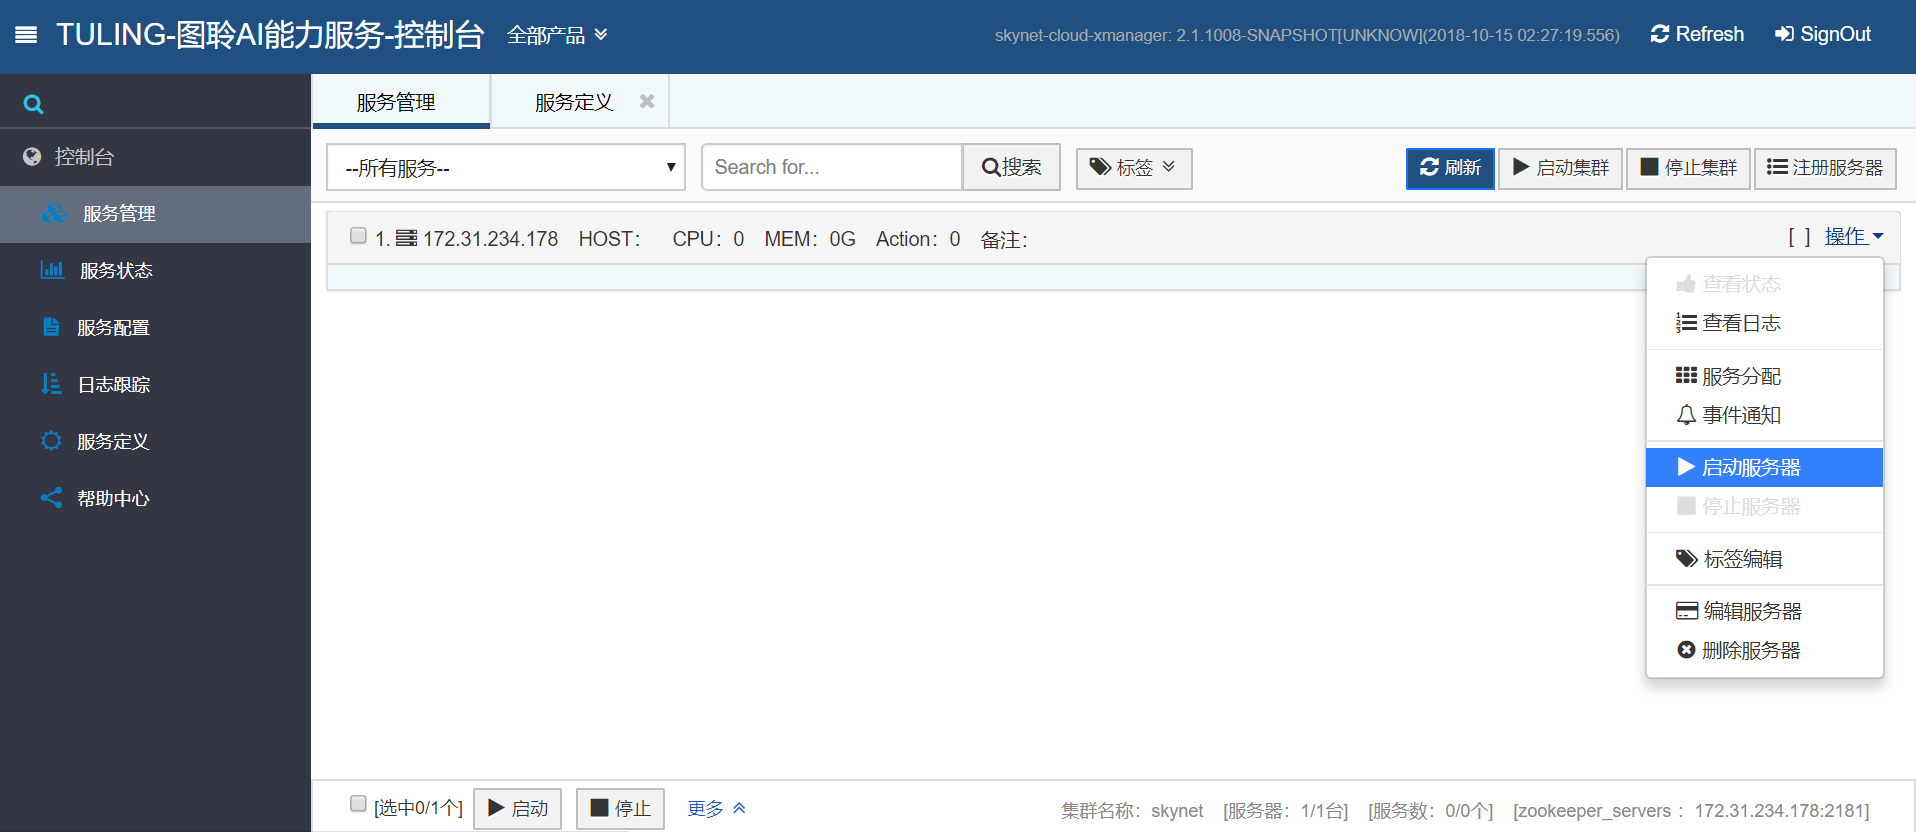 TULING-图聆AI能力服务-控制台 全部产品 skynet-cloud-xmanager: 2.1.1008-SNAPSHOT[UNKNOW](2018-10-15 02:27:19.556) Refresh SignOut
服务管理 服务定义
控制台
服务管理
服务状态
服务配置
日志跟踪
服务定义
帮助中心
--所有服务-- Search for... 搜索 标签 刷新 启动集群 停止集群 注册服务器
1. 172.31.234.178 HOST: CPU: 0 MEM: 0G Action: 0 备注: [ ] 操作
查看状态
查看日志
服务分配
事件通知
启动服务器
停止服务器
标签编辑
编辑服务器
删除服务器
[选中0/1个] 启动 停止 更多 集群名称: skynet [服务器: 1/1台] [服务数: 0/0个] [zookeeper_servers : 172.31.234.178:2181]